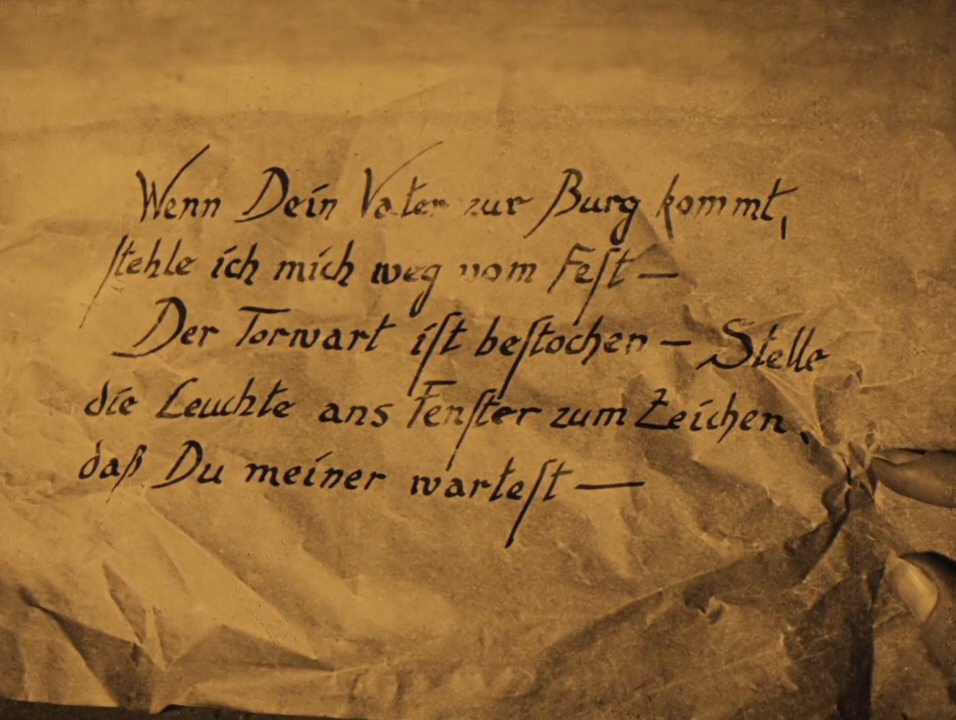 Wenn Dein Vater zur Burg kommt,
ſtehle ich mich weg vom Feſt —
Der Torwart iſt beſtochen — Stelle
die Leuchte ans Fenſter zum Zeichen,
daß Du meiner warteſt —